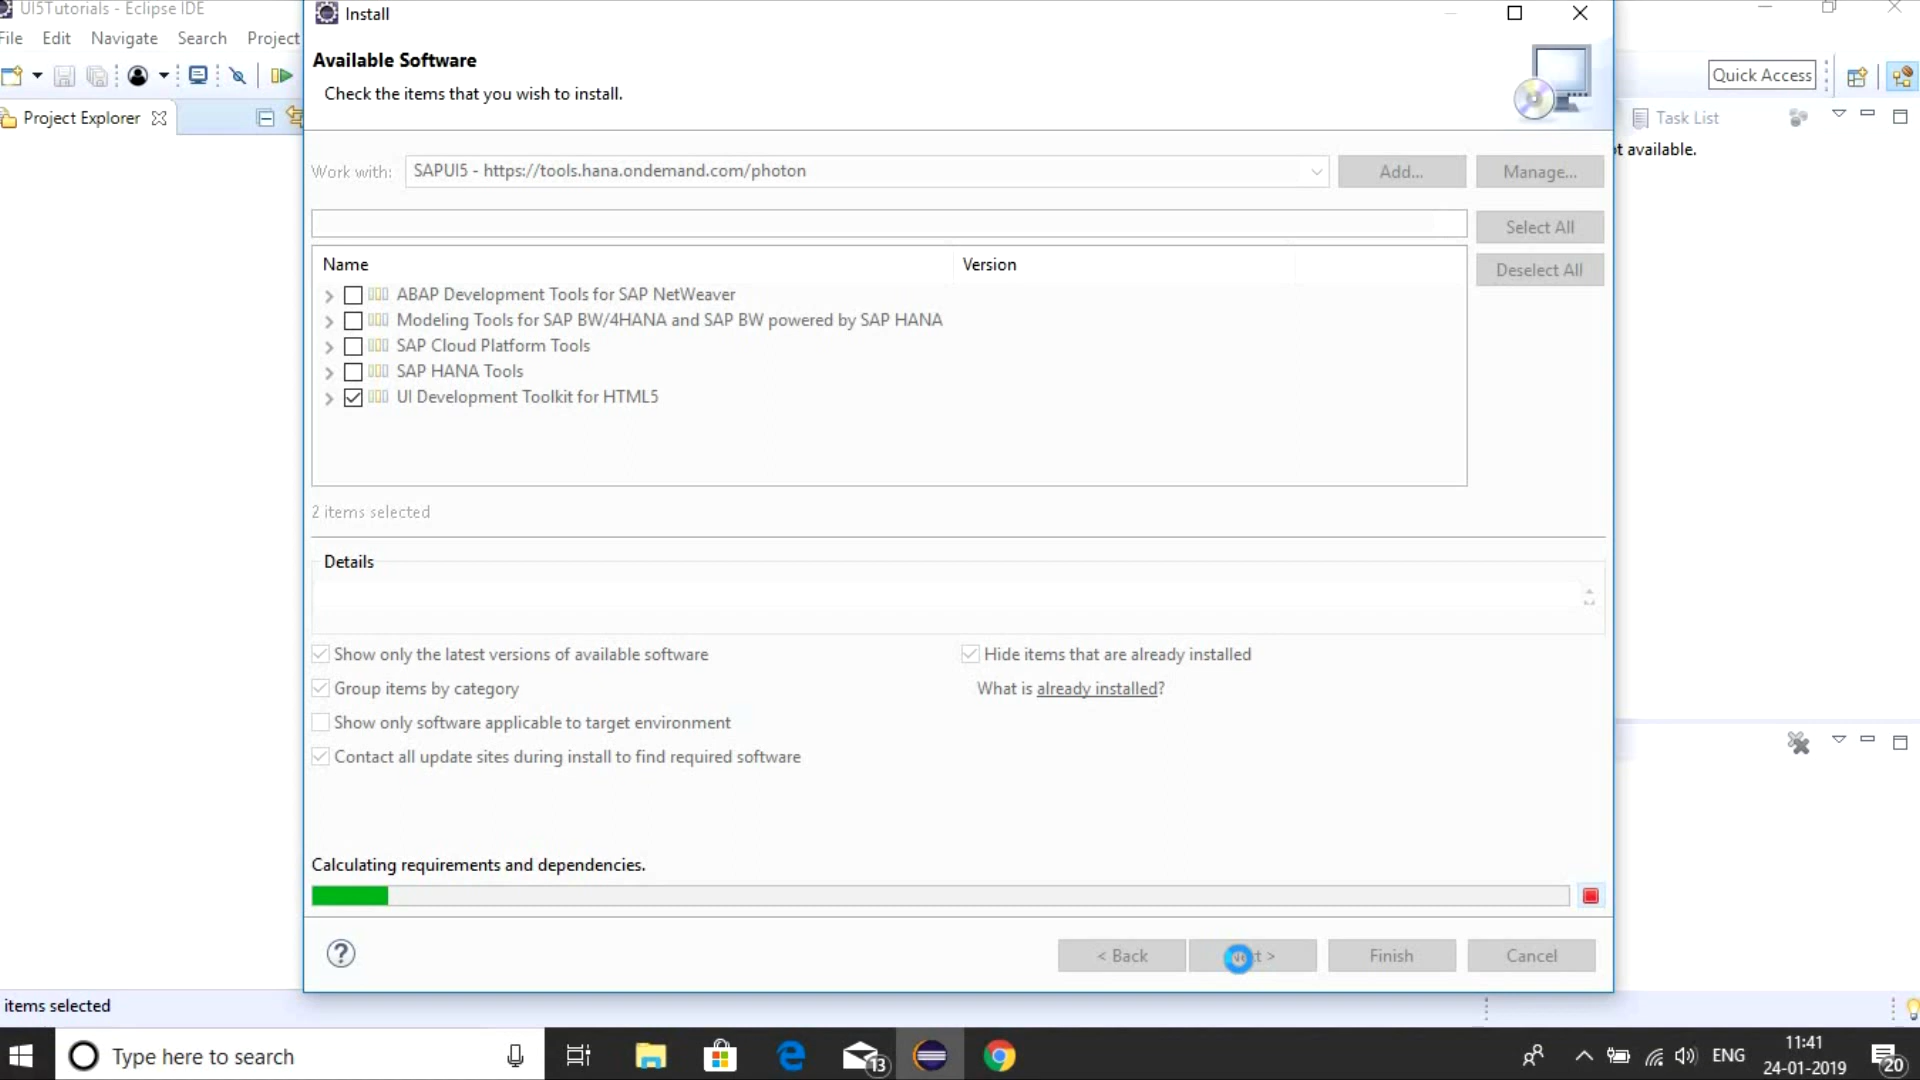 UI5Tutorials - Eclipse IDE
File Edit Navigate Search Project
Quick Access
Project Explorer
Task List
t available.
Install
Available Software
Check the items that you wish to install.
Work with: SAPUI5 - https://tools.hana.ondemand.com/photon Add... Manage...
Select All
Deselect All
Name Version
ABAP Development Tools for SAP NetWeaver
Modeling Tools for SAP BW/4HANA and SAP BW powered by SAP HANA
SAP Cloud Platform Tools
SAP HANA Tools
UI Development Toolkit for HTML5
2 items selected
Details
Show only the latest versions of available software Hide items that are already installed
Group items by category What is already installed?
Show only software applicable to target environment
Contact all update sites during install to find required software
Calculating requirements and dependencies.
< Back >  Finish Cancel
items selected
Type here to search 13 ENG 11:41
24-01-2019 20